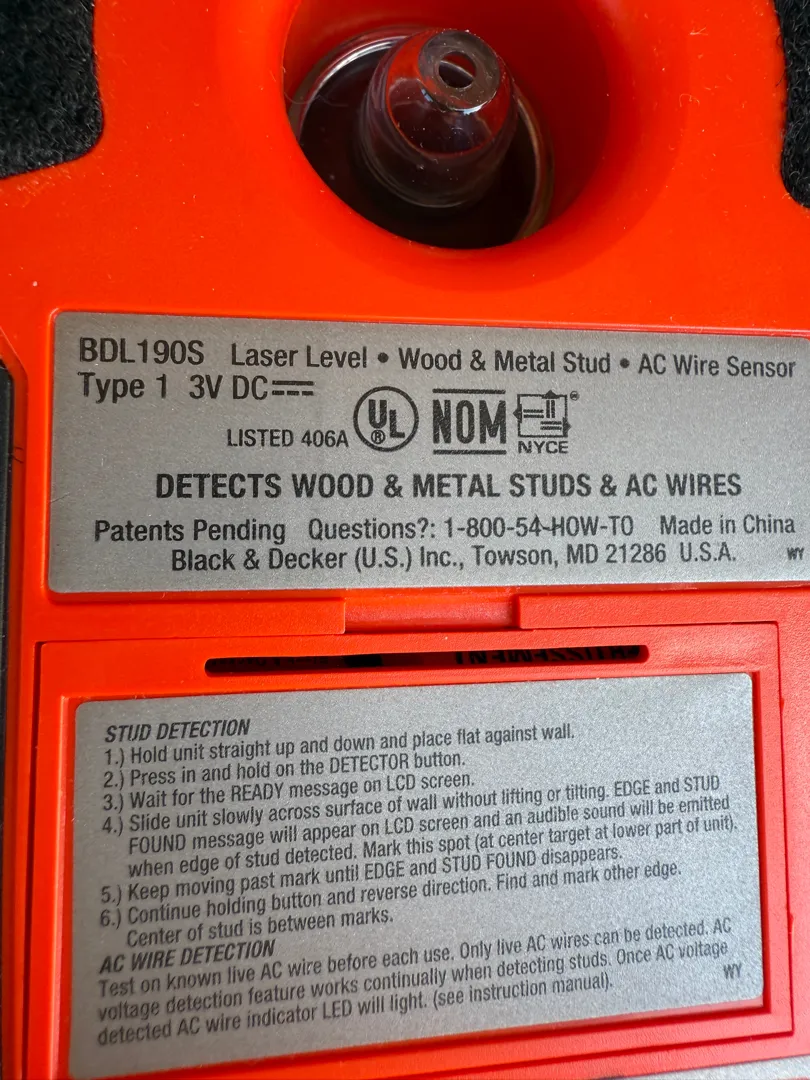 BDL190S Laser Level • Wood & Metal Stud • AC Wire Sensor
Type 1 3V DC
LISTED 406A UL ® NOM ®
NYCE
DETECTS WOOD & METAL STUDS & AC WIRES
Patents Pending Questions?: 1-800-54-HOW-TO Made in China
Black & Decker (U.S.) Inc., Towson, MD 21286 U.S.A. WY
STUD DETECTION
1.) Hold unit straight up and down and place flat against wall.
2.) Press in and hold on the DETECTOR button.
3.) Wait for the READY message on LCD screen.
4.) Slide unit slowly across surface of wall without lifting or tilting. EDGE and STUD
FOUND message will appear on LCD screen and an audible sound will be emitted
when edge of stud detected. Mark this spot (at center target at lower part of unit).
5.) Keep moving past mark until EDGE and STUD FOUND disappears.
6.) Continue holding button and reverse direction. Find and mark other edge.
Center of stud is between marks.
AC WIRE DETECTION
Test on known live AC wire before each use. Only live AC wires can be detected. AC
voltage detection feature works continually when detecting studs. Once AC voltage
detected AC wire indicator LED will light. (see instruction manual). WY